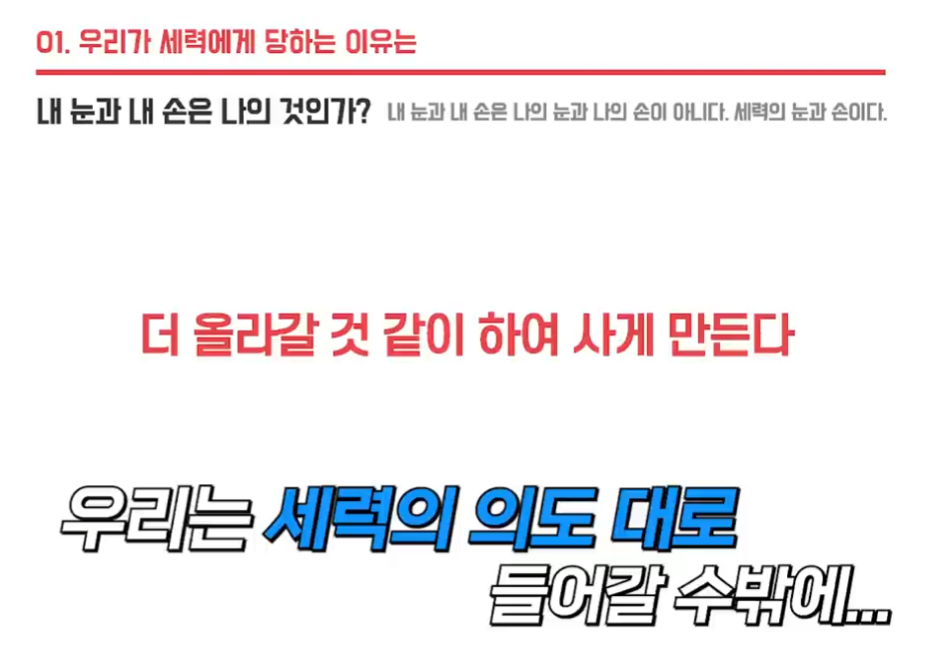 01. 우리가 세력에게 당하는 이유는
내 눈과 내 손은 나의 것인가? 내 눈과 내 손은 나의 눈과 나의 손이 아니다. 세력의 눈과 손이다.
더 올라갈 것 같이 하여 사게 만든다
우리는 세력의 의도 대로
들어갈 수밖에...